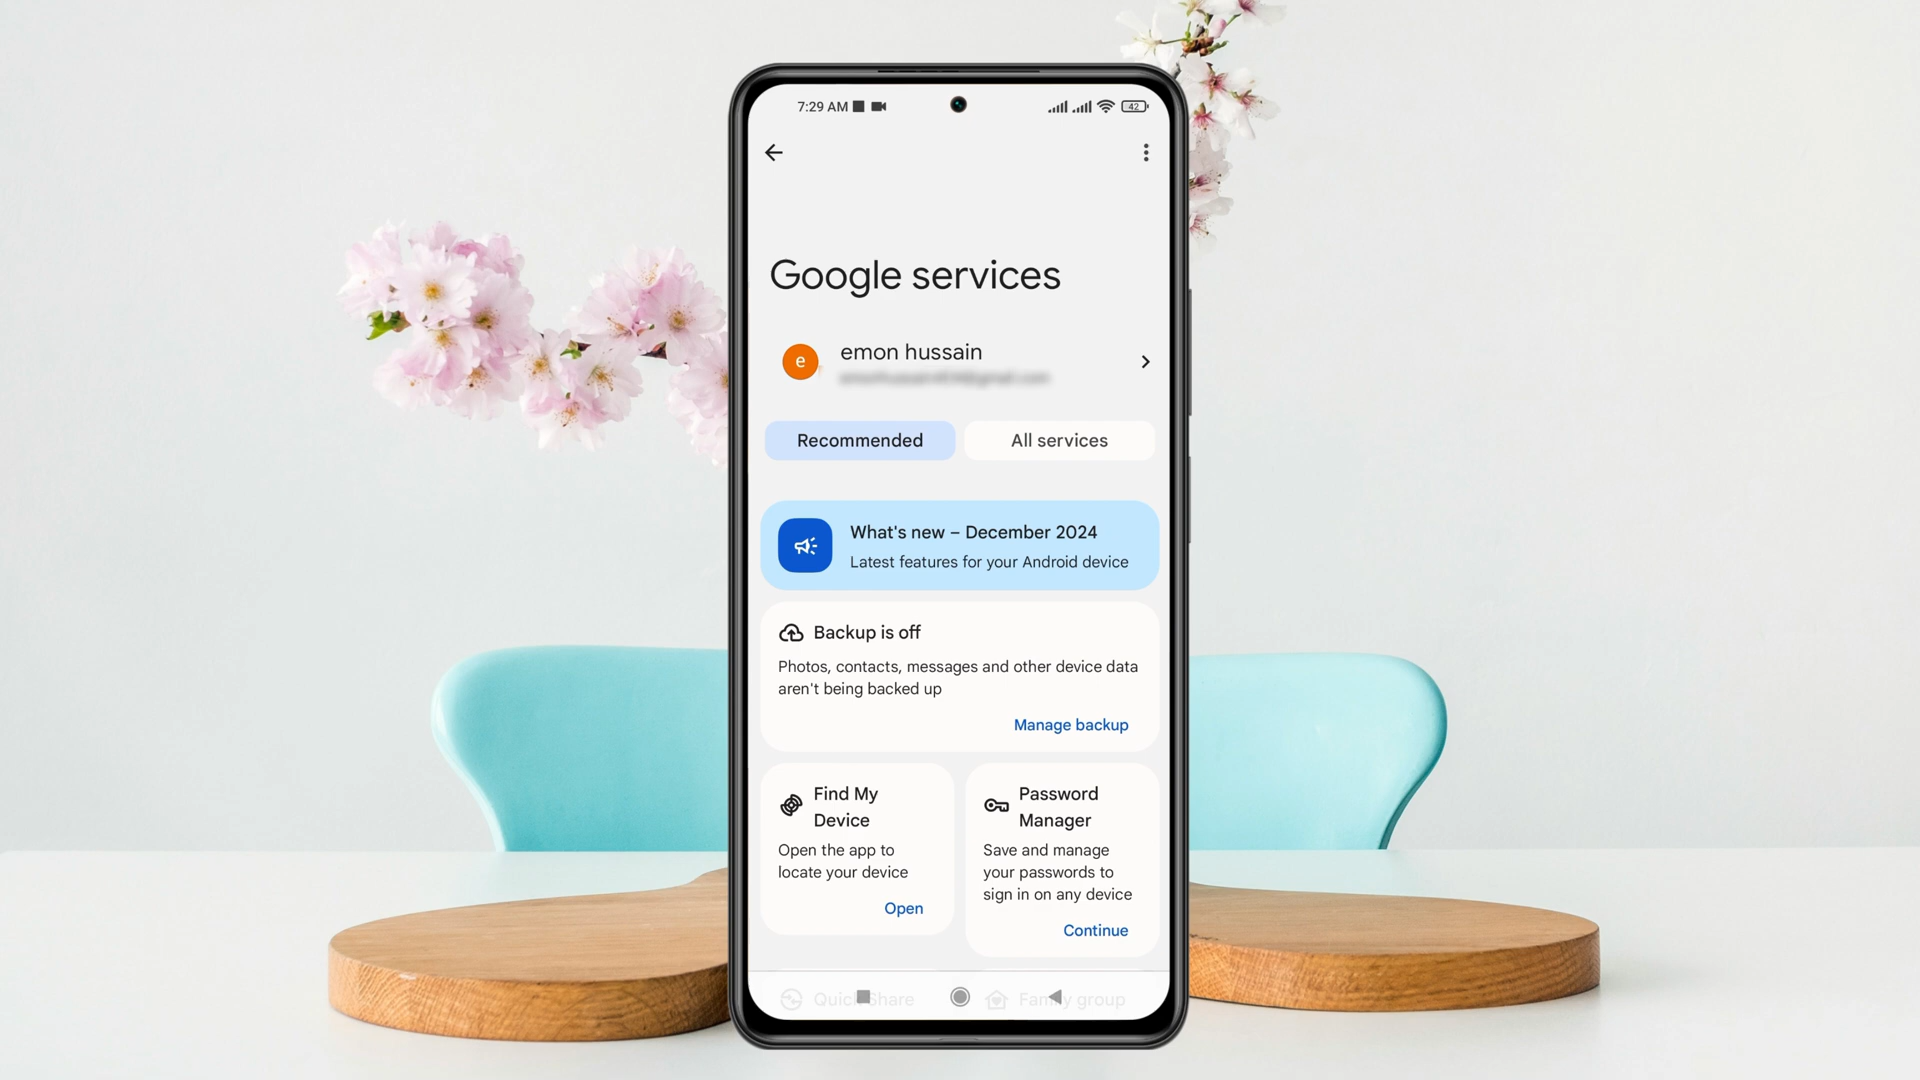 7:29 AM
42
Google services
e
emon hussain
Recommended
All services
What's new – December 2024
Latest features for your Android device
Backup is off
Photos, contacts, messages and other device data
aren't being backed up
Manage backup
Find My
Device
Open the app to
locate your device
Open
Password
Manager
Save and manage
your passwords to
sign in on any device
Continue
Quick Share
Family group